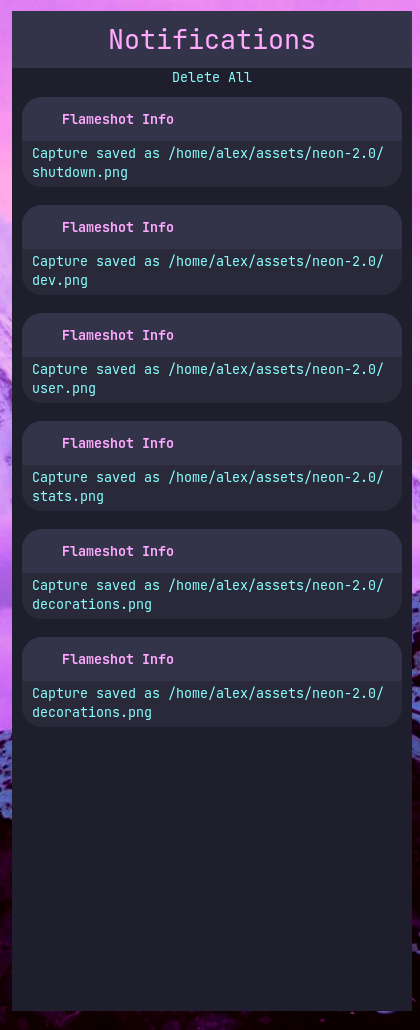 Notifications
Delete All
Flameshot Info
Capture saved as /home/alex/assets/neon-2.0/
shutdown.png
Flameshot Info
Capture saved as /home/alex/assets/neon-2.0/
dev.png
Flameshot Info
Capture saved as /home/alex/assets/neon-2.0/
user.png
Flameshot Info
Capture saved as /home/alex/assets/neon-2.0/
stats.png
Flameshot Info
Capture saved as /home/alex/assets/neon-2.0/
decorations.png
Flameshot Info
Capture saved as /home/alex/assets/neon-2.0/
decorations.png